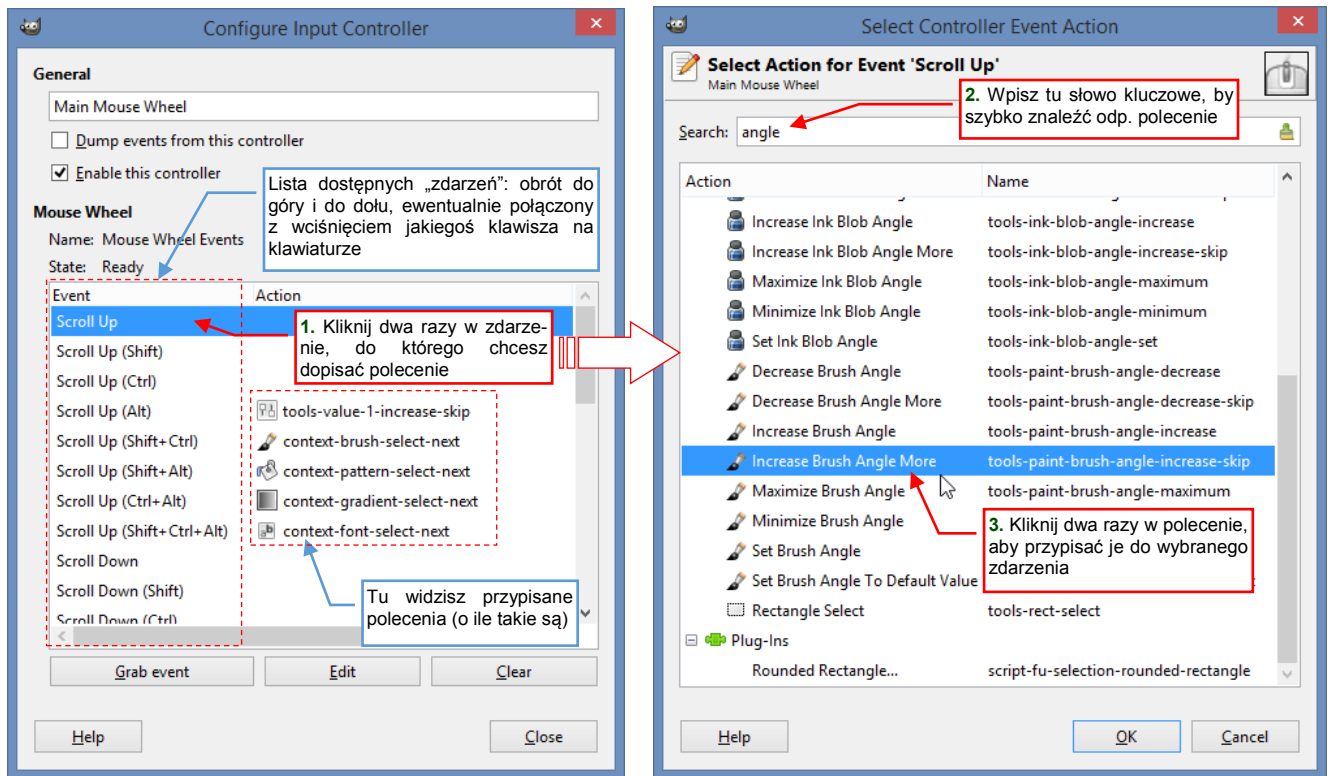 Configure Input Controller
General
Main Mouse Wheel
Dump events from this controller
Enable this controller
Lista dostępnych „zdarzeń”: obrót do
góry i do dołu, ewentualnie połączony
z wciśnięciem jakiegoś klawisza na
klawiaturze
Mouse Wheel
Name: Mouse Wheel Events
State: Ready
Event Action
Scroll Up
1. Kliknij dwa razy w zdarze-
nie, do którego chcesz
dopisać polecenie
Scroll Up (Shift)
Scroll Up (Ctrl)
Scroll Up (Alt) tools-value-1-increase-skip
Scroll Up (Shift+Ctrl) context-brush-select-next
Scroll Up (Shift+Alt) context-pattern-select-next
Scroll Up (Ctrl+Alt) context-gradient-select-next
Scroll Up (Shift+Ctrl+Alt) context-font-select-next
Scroll Down
Scroll Down (Shift)
Scroll Down (Ctrl)
Tu widzisz przypisane
polecenia (o ile takie są)
Grab event Edit Clear
Help Close
Select Controller Event Action
Select Action for Event 'Scroll Up'
Main Mouse Wheel
2. Wpisz tu słowo kluczowe, by
szybko znaleźć odp. polecenie
Search: angle
Action Name
Increase Ink Blob Angle tools-ink-blob-angle-increase
Increase Ink Blob Angle More tools-ink-blob-angle-increase-skip
Maximize Ink Blob Angle tools-ink-blob-angle-maximum
Minimize Ink Blob Angle tools-ink-blob-angle-minimum
Set Ink Blob Angle tools-ink-blob-angle-set
Decrease Brush Angle tools-paint-brush-angle-decrease
Decrease Brush Angle More tools-paint-brush-angle-decrease-skip
Increase Brush Angle tools-paint-brush-angle-increase
Increase Brush Angle More tools-paint-brush-angle-increase-skip
Maximize Brush Angle tools-paint-brush-angle-maximum
Minimize Brush Angle
Set Brush Angle
Set Brush Angle To Default Value
3. Kliknij dwa razy w polecenie,
aby przypisać je do wybranego
zdarzenia
Rectangle Select tools-rect-select
Plug-Ins
Rounded Rectangle... script-fu-selection-rounded-rectangle
Help OK Cancel